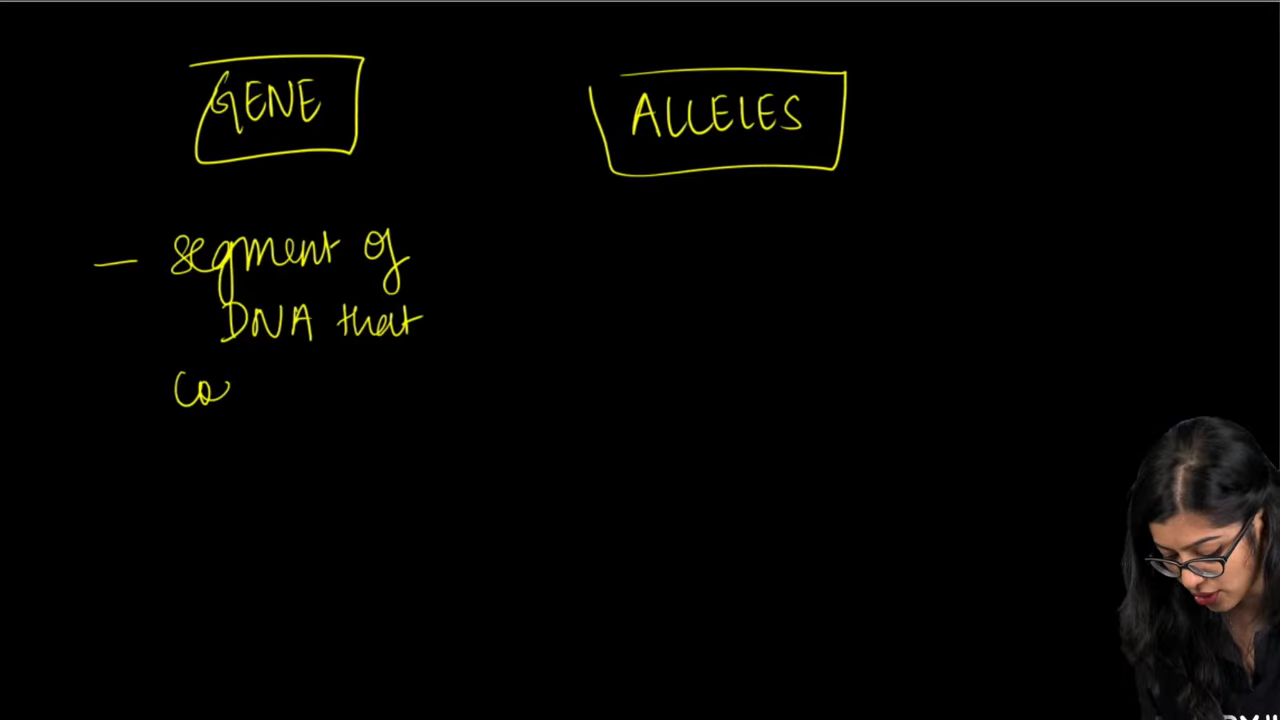 GENE
ALLELES
— segment of
DNA that
co